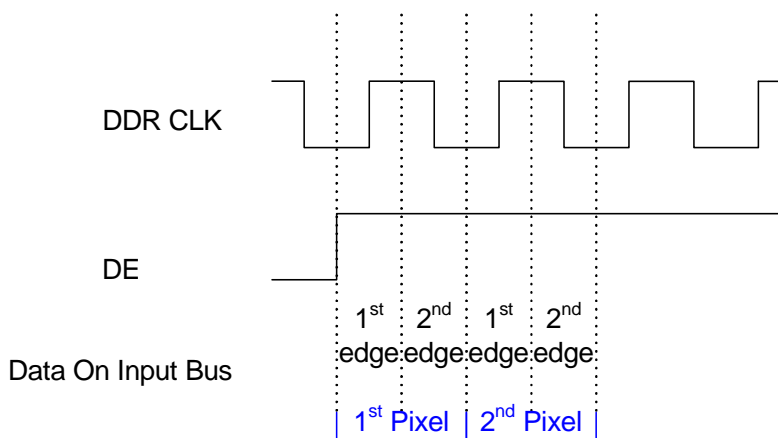 DDR CLK
DE
1st 2nd 1st 2nd
edge edge edge edge
Data On Input Bus
1st Pixel 2nd Pixel